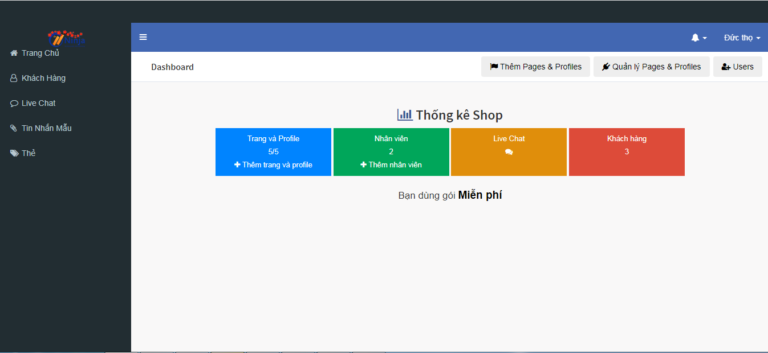 Đức thọ
Trang Chủ
Khách Hàng
Live Chat
Tin Nhắn Mẫu
Thẻ
Dashboard
Thêm Pages & Profiles
Quản lý Pages & Profiles
Users
Thống kê Shop
Trang và Profile
5/5
Thêm trang và profile
Nhân viên
2
Thêm nhân viên
Live Chat
Khách hàng
3
Bạn dùng gói Miễn phí